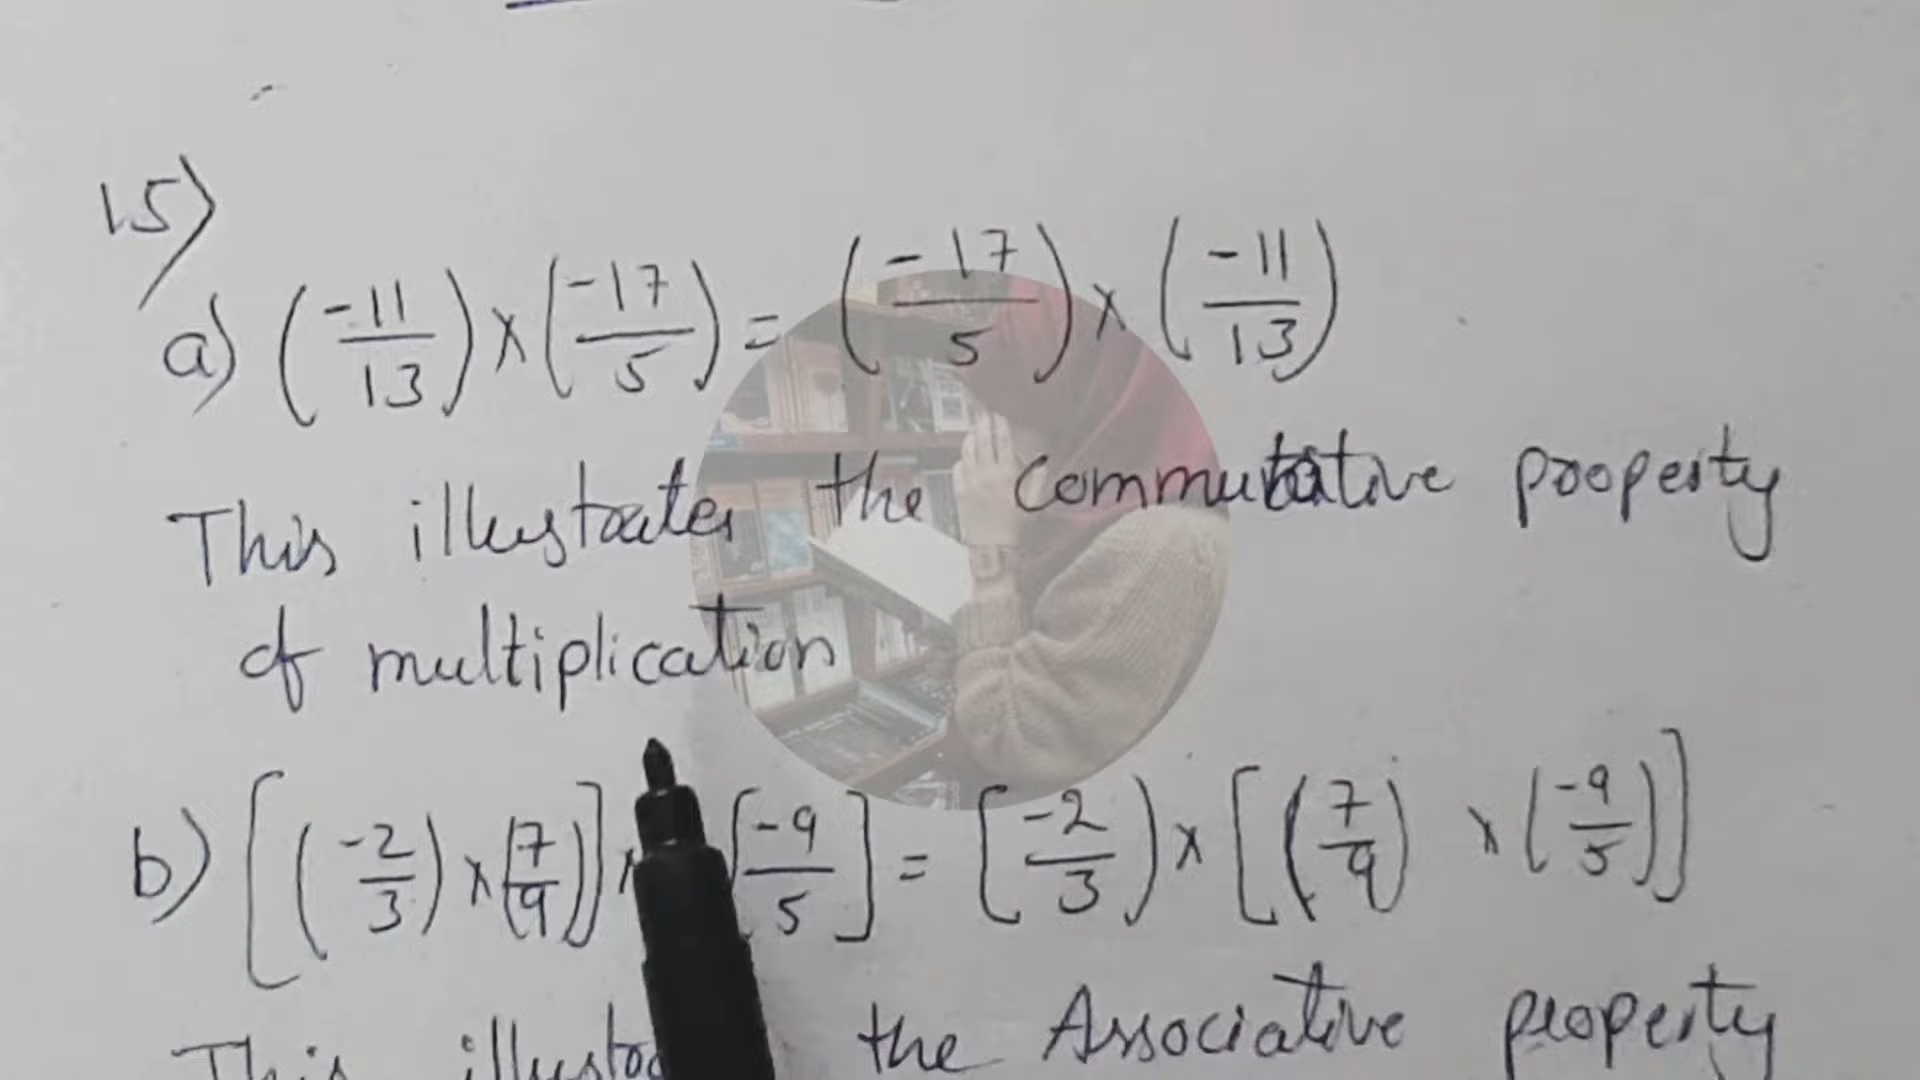 15)
a) (-11/13) × (-17/5) = (-17/5) × (-11/13)
This illustrates the commutative property
of multiplication
b) [(-2/3) × (7/9)] × [-9/5] = [-2/3) × [(7/9) × (-9/5)]
This the Associative property